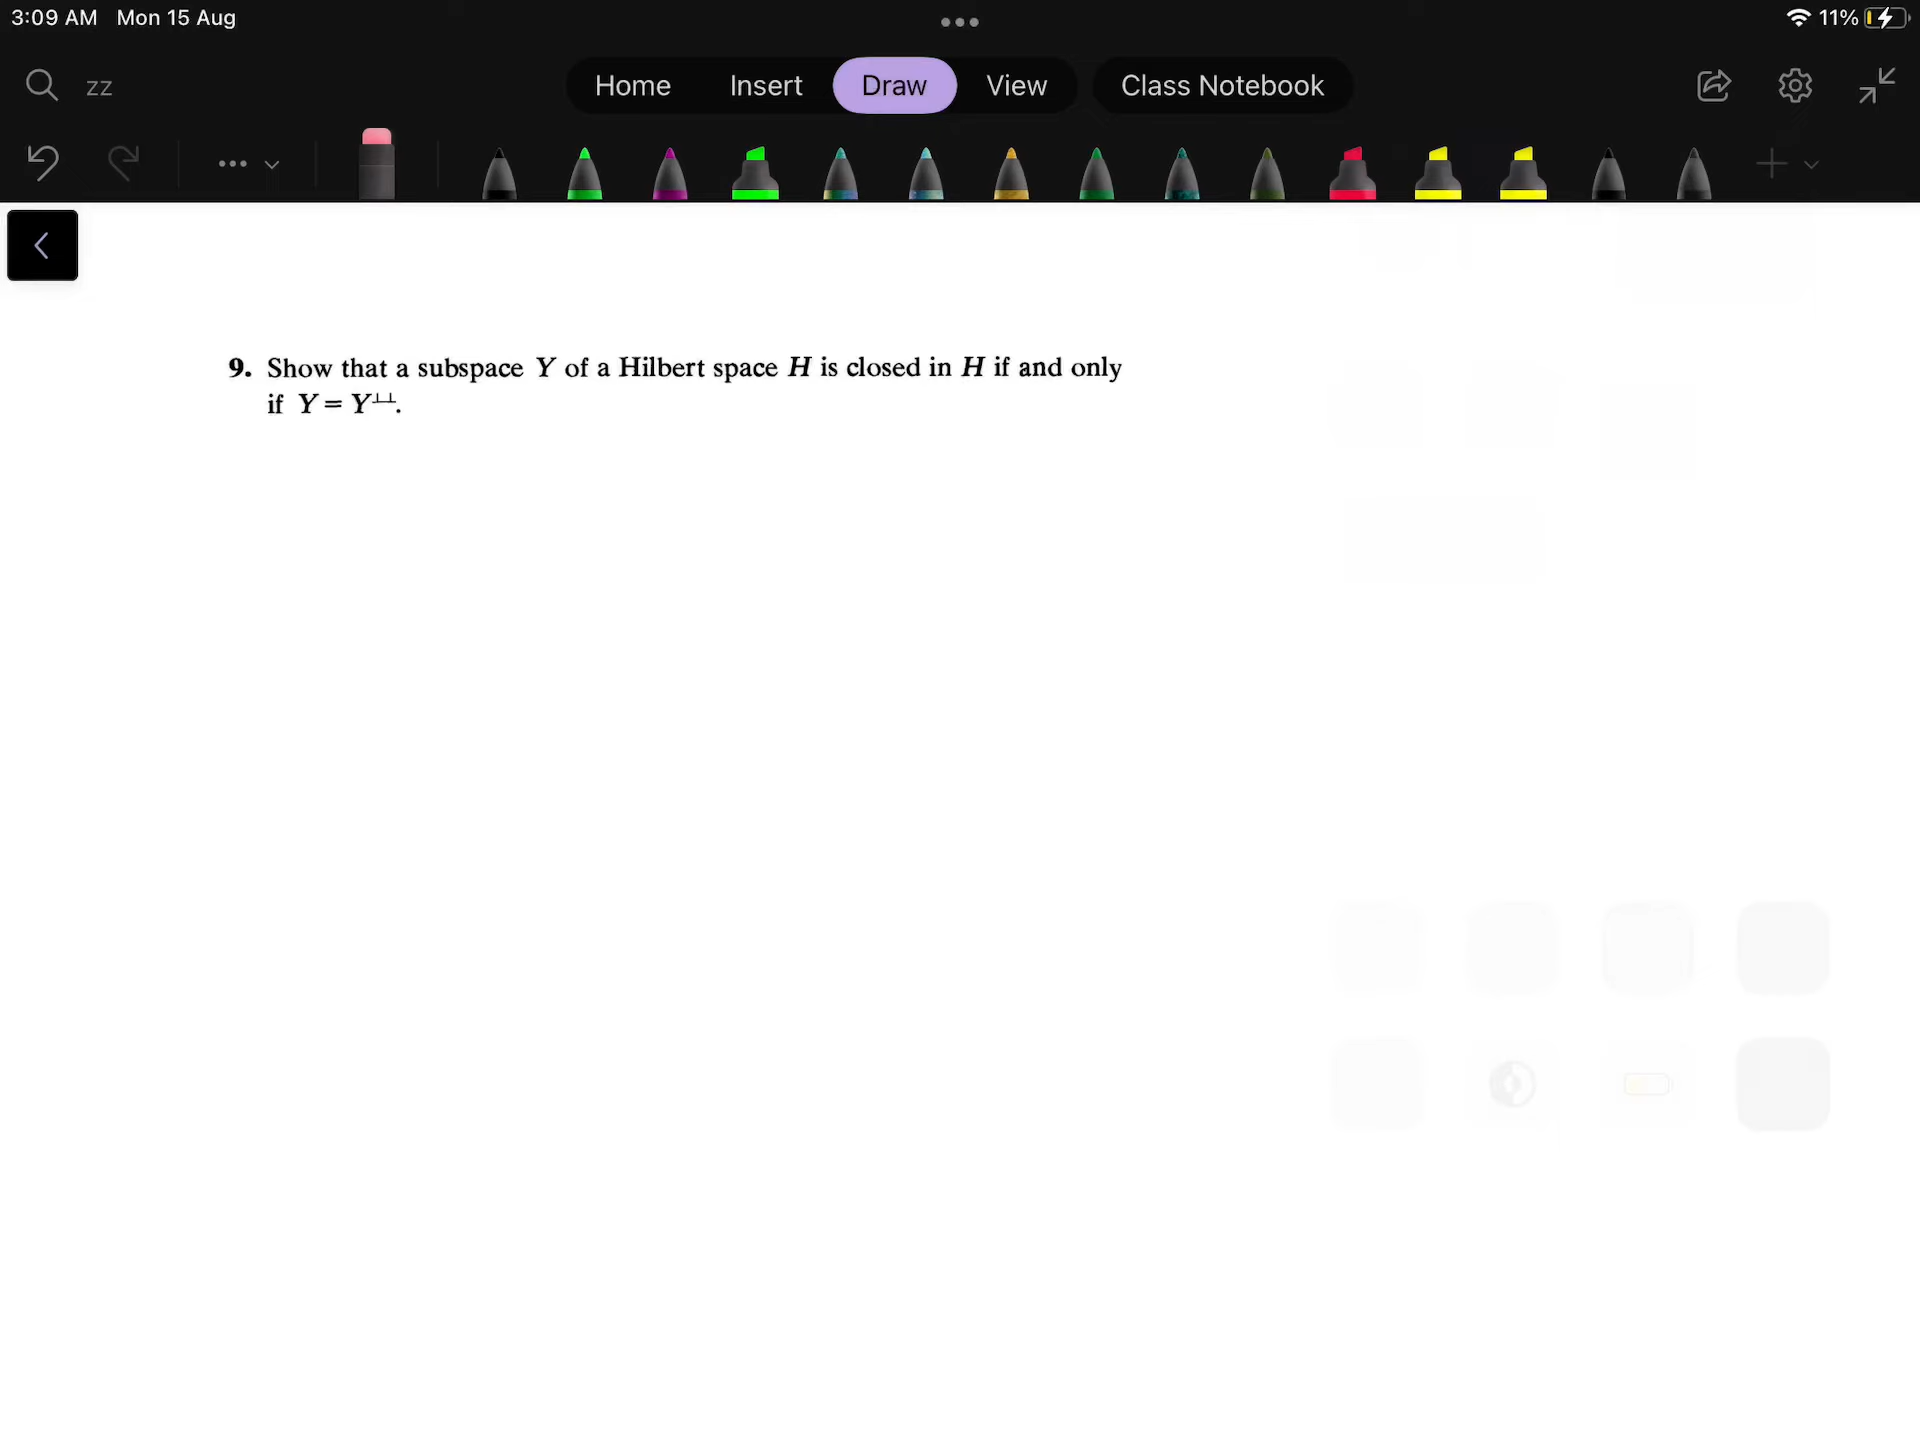 3:09 AM Mon 15 Aug
11%
zz
Home Insert Draw View Class Notebook
9. Show that a subspace Y of a Hilbert space H is closed in H if and only
if Y = Y⊥⊥.